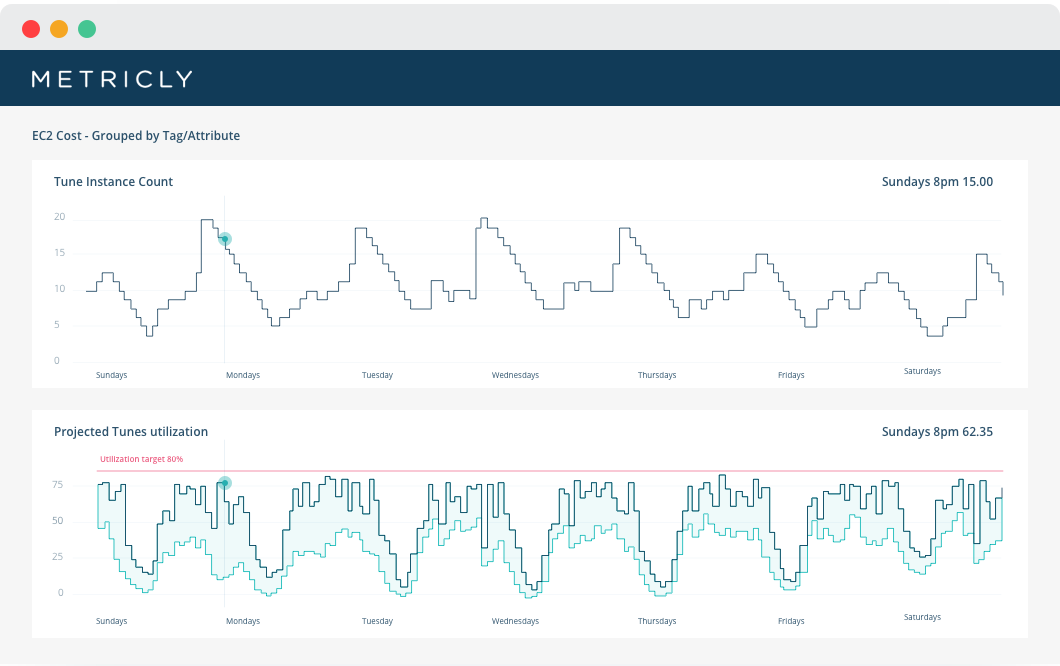 METRICLY
EC2 Cost - Grouped by Tag/Attribute
Tune Instance Count
Sundays 8pm 15.00
20
15
10
5
0
Sundays
Mondays
Tuesday
Wednesdays
Thursdays
Fridays
Saturdays
Projected Tunes utilization
Sundays 8pm 62.35
Utilization target 80%
75
50
25
0
Sundays
Mondays
Tuesday
Wednesdays
Thursdays
Fridays
Saturdays